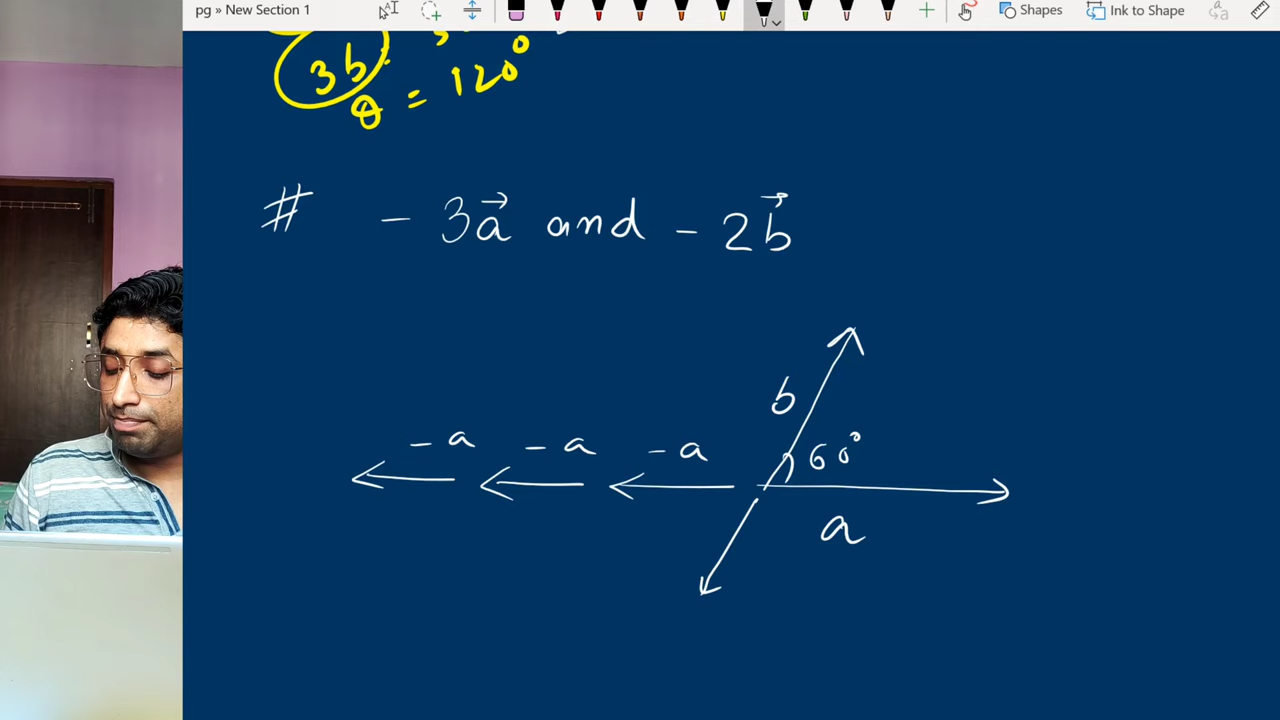 pg » New Section 1
Shapes
Ink to Shape
3b
θ = 120°
# - 3a⃗ and - 2b⃗
b
- a - a - a 60°
a